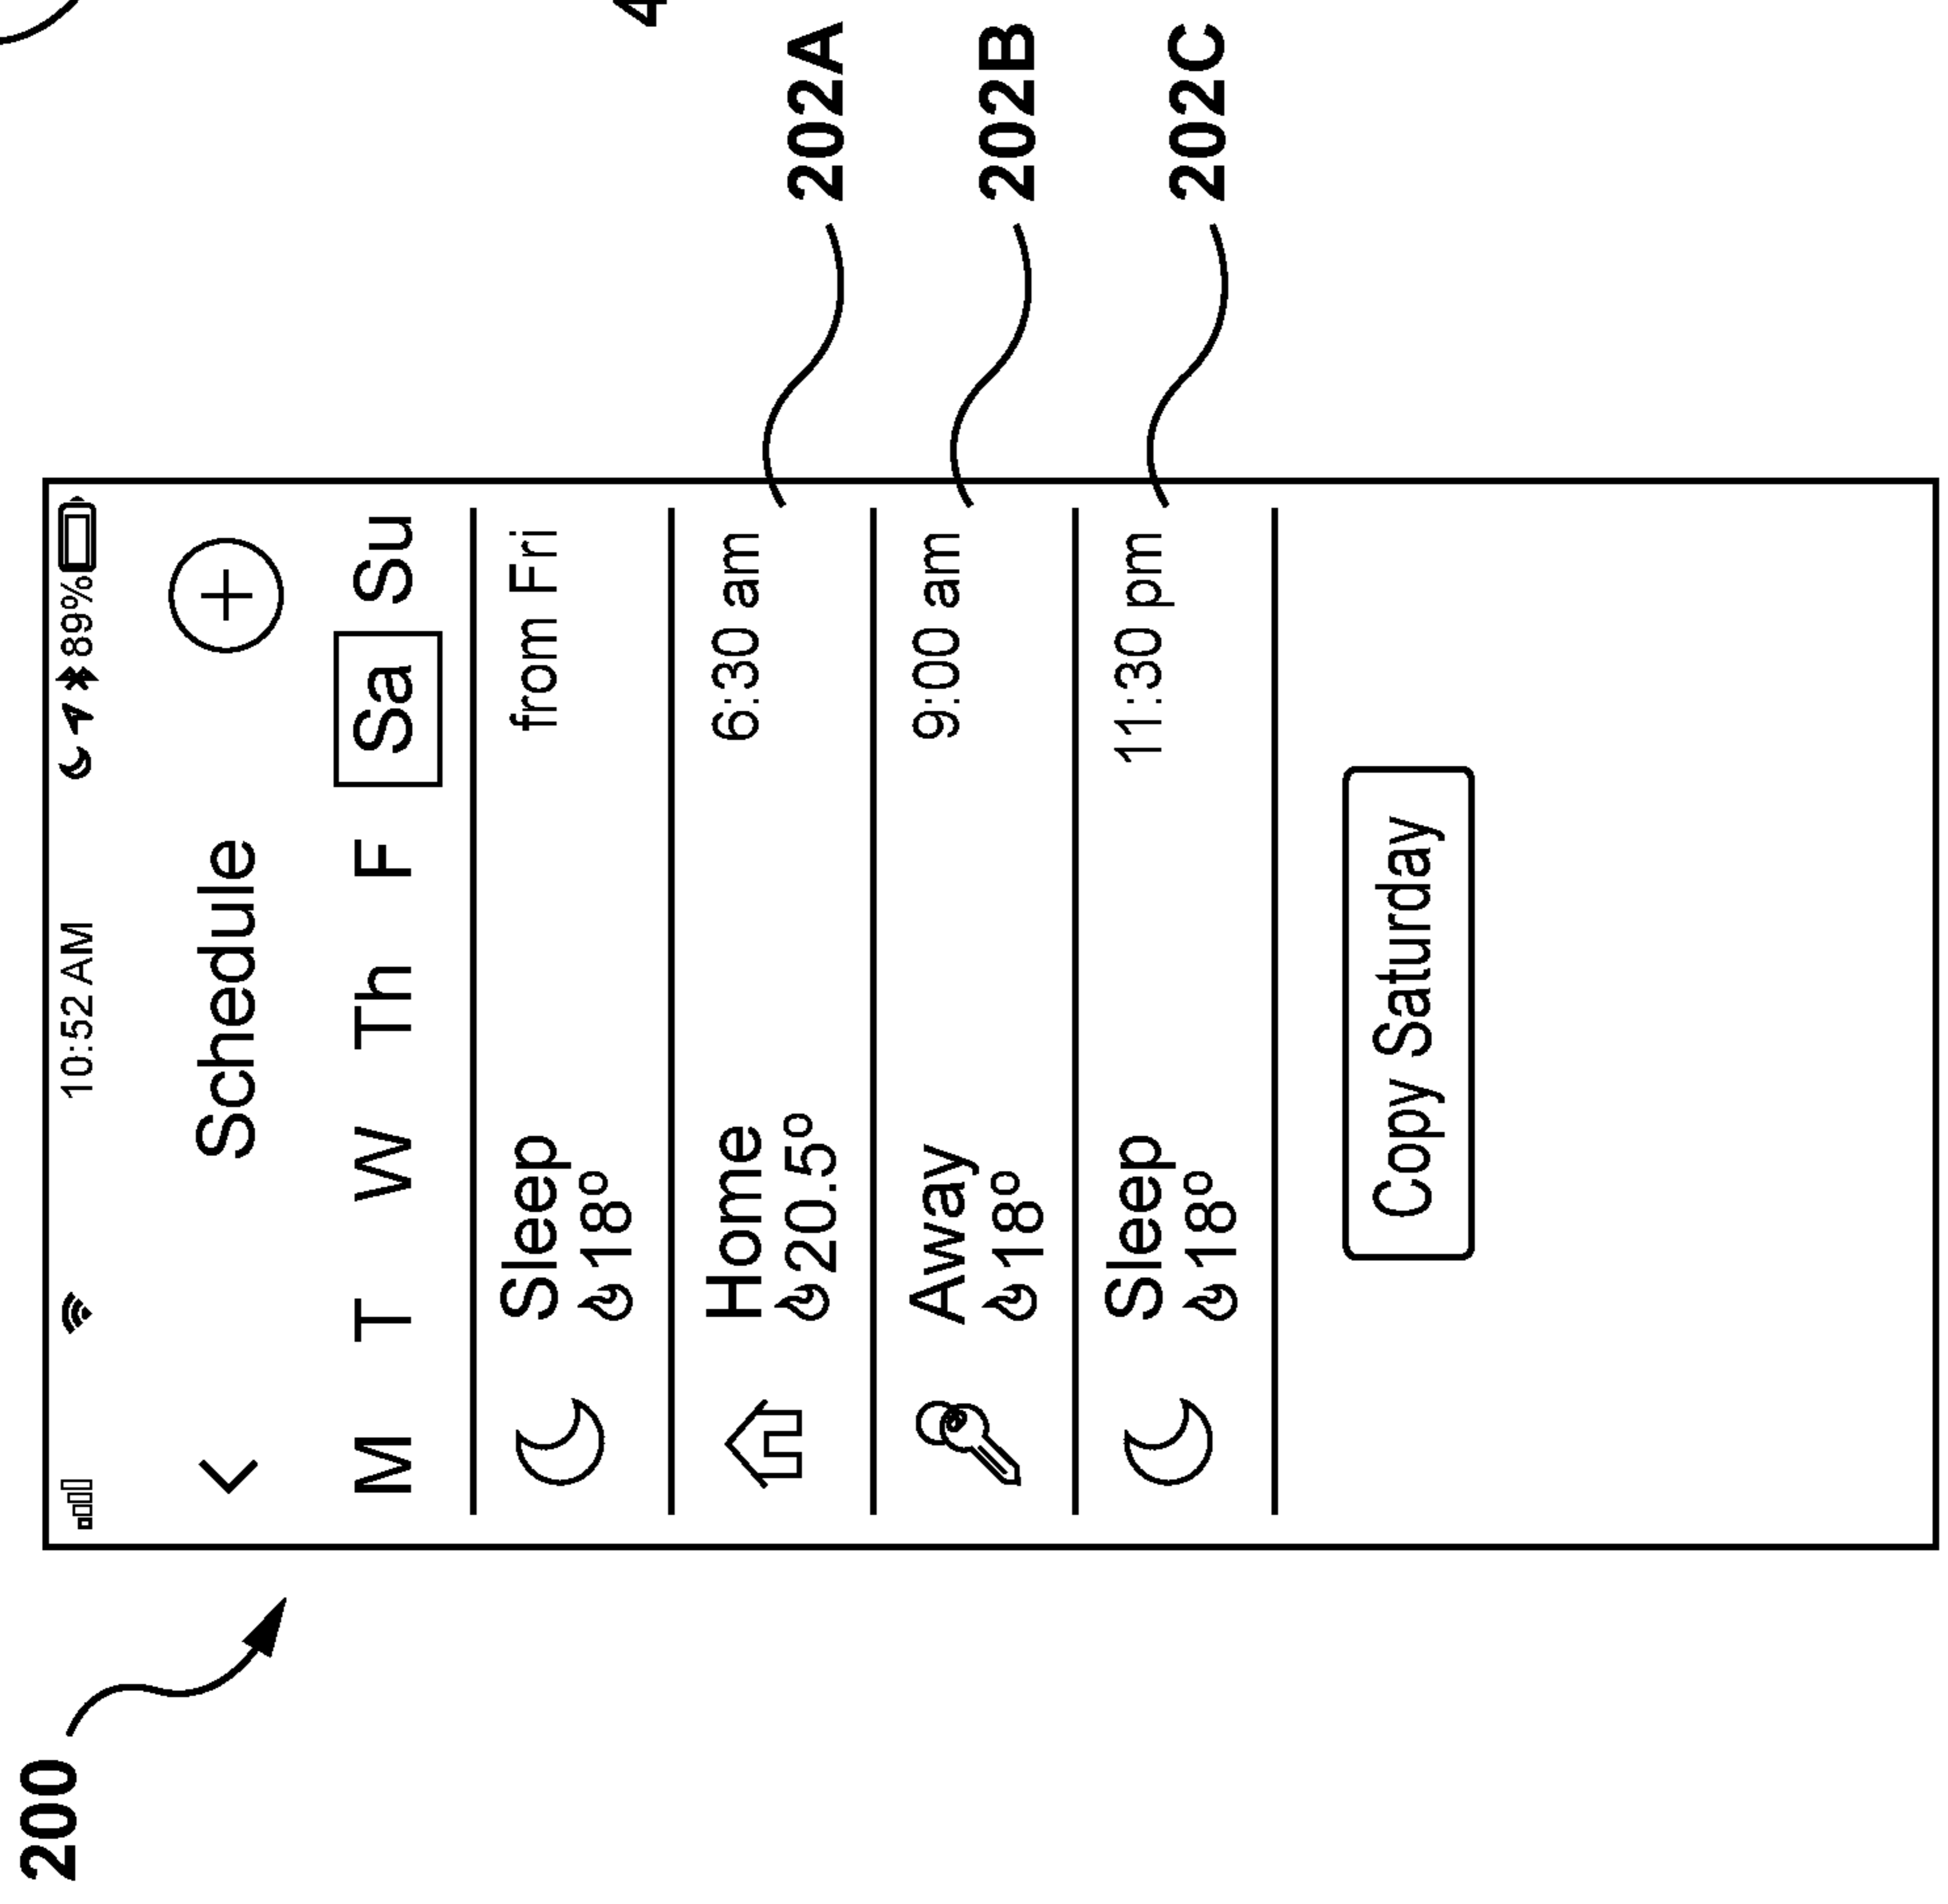 200
10:52 AM 89%
Schedule +
M T W Th F Sa Su
Sleep from Fri
18°
Home 6:30 am
20.5°
202A
Away 9:00 am
18°
202B
Sleep 11:30 pm
18°
202C
Copy Saturday